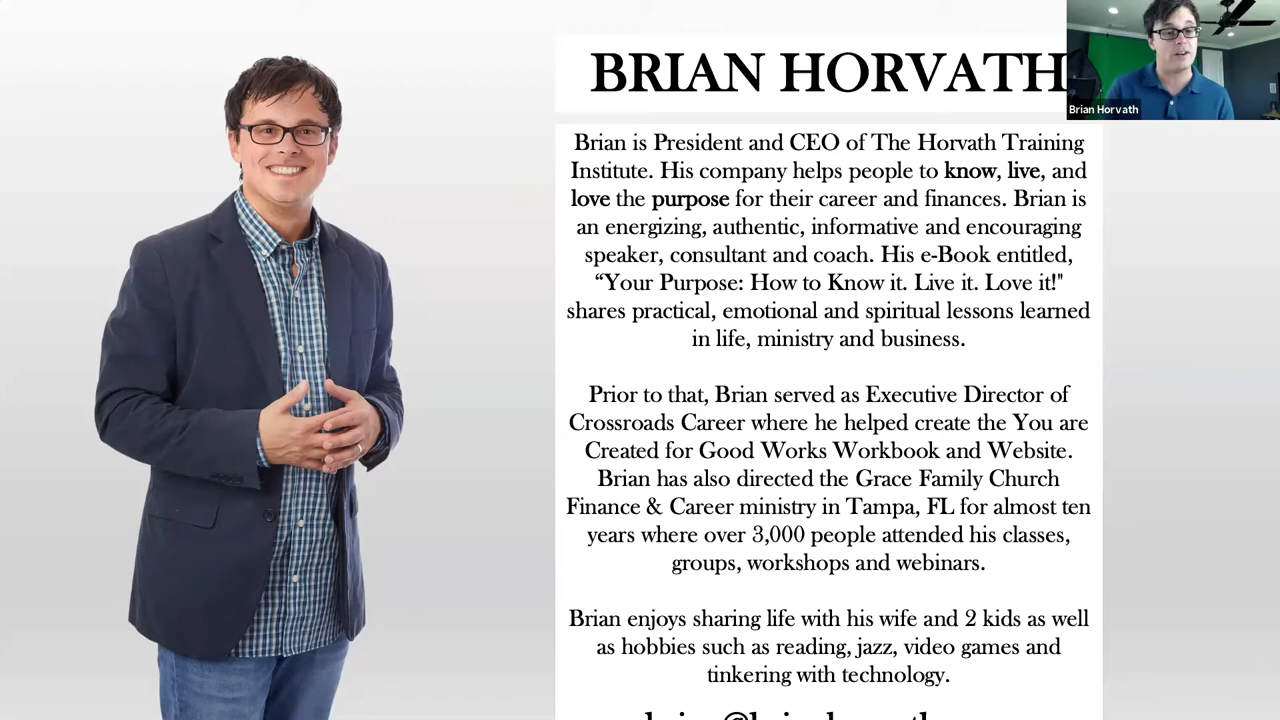 BRIAN HORVATH
Brian Horvath
Brian is President and CEO of The Horvath Training
Institute. His company helps people to know, live, and
love the purpose for their career and finances. Brian is
an energizing, authentic, informative and encouraging
speaker, consultant and coach. His e-Book entitled,
“Your Purpose: How to Know it. Live it. Love it!"
shares practical, emotional and spiritual lessons learned
in life, ministry and business.
Prior to that, Brian served as Executive Director of
Crossroads Career where he helped create the You are
Created for Good Works Workbook and Website.
Brian has also directed the Grace Family Church
Finance & Career ministry in Tampa, FL for almost ten
years where over 3,000 people attended his classes,
groups, workshops and webinars.
Brian enjoys sharing life with his wife and 2 kids as well
as hobbies such as reading, jazz, video games and
tinkering with technology.